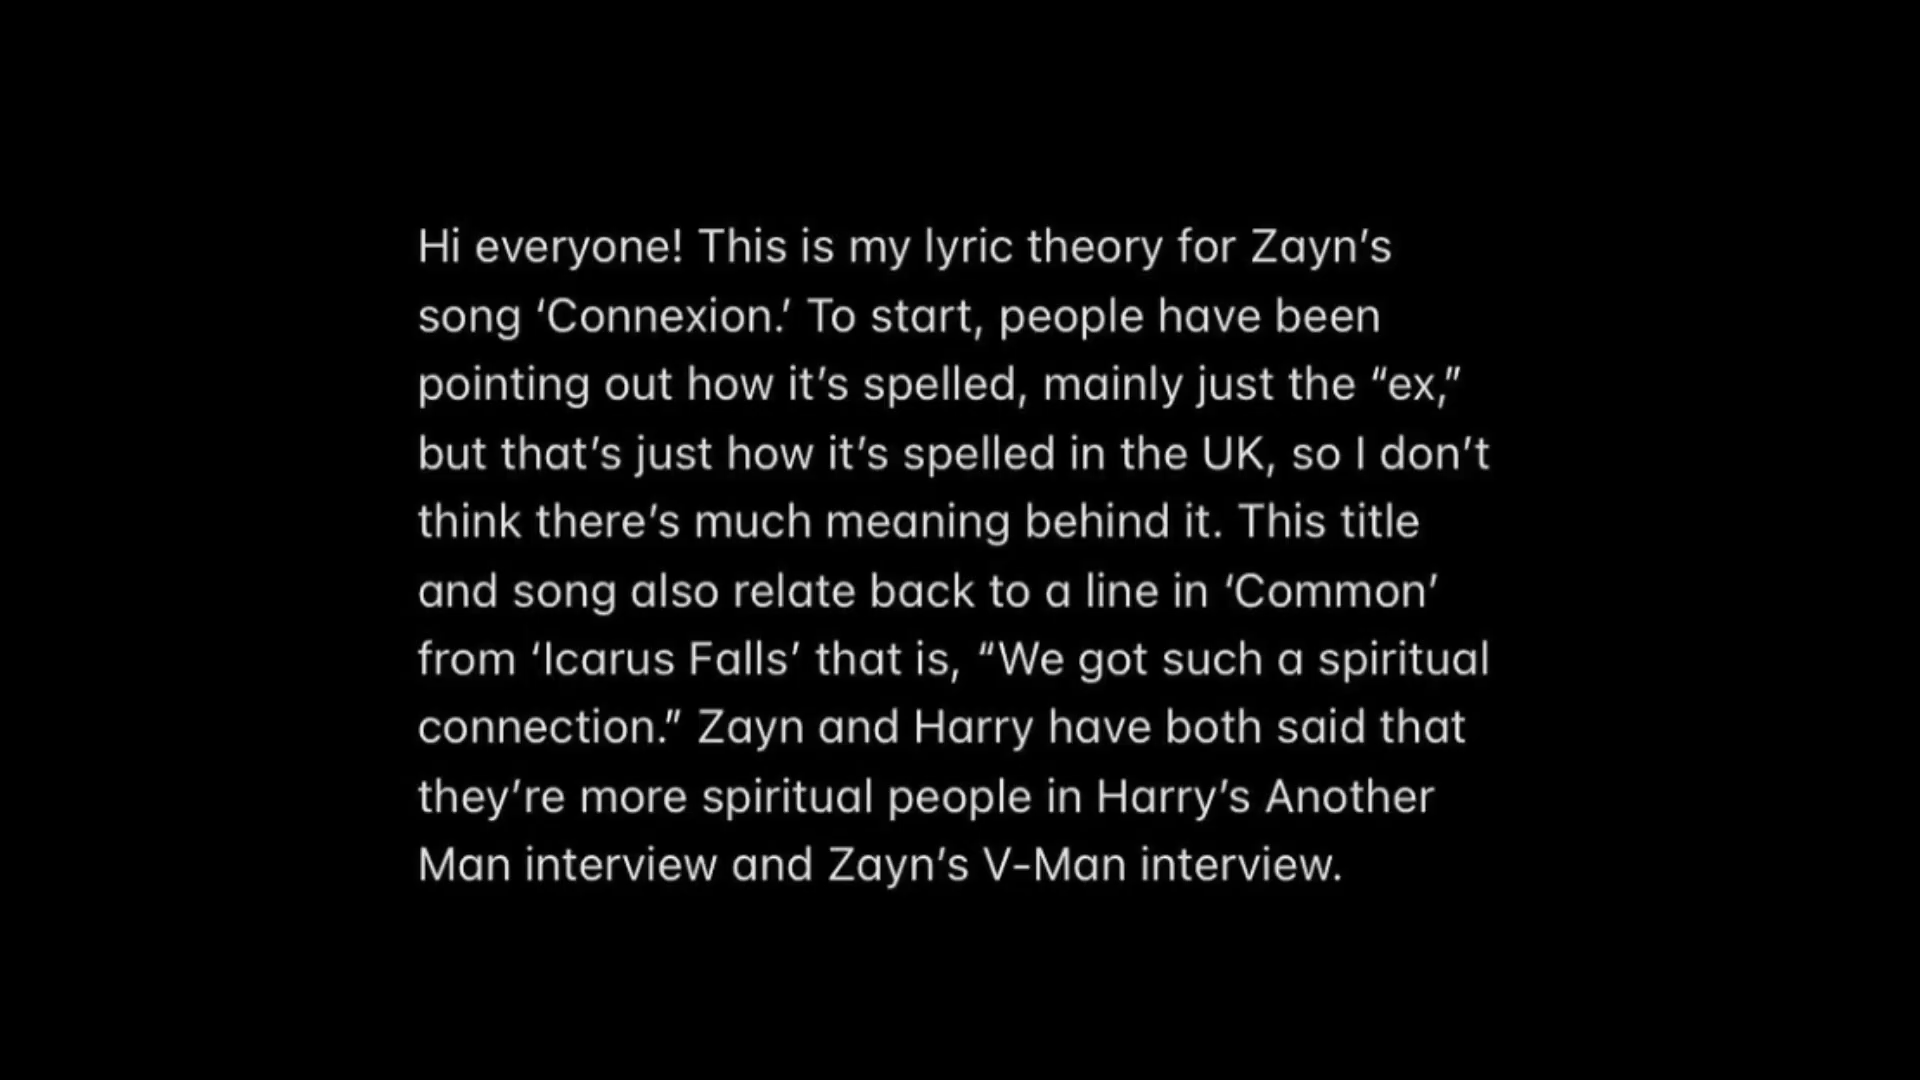 Hi everyone! This is my lyric theory for Zayn’s
song ‘Connexion.’ To start, people have been
pointing out how it’s spelled, mainly just the “ex,”
but that’s just how it’s spelled in the UK, so I don’t
think there’s much meaning behind it. This title
and song also relate back to a line in ‘Common’
from ‘Icarus Falls’ that is, “We got such a spiritual
connection.” Zayn and Harry have both said that
they’re more spiritual people in Harry’s Another
Man interview and Zayn’s V-Man interview.